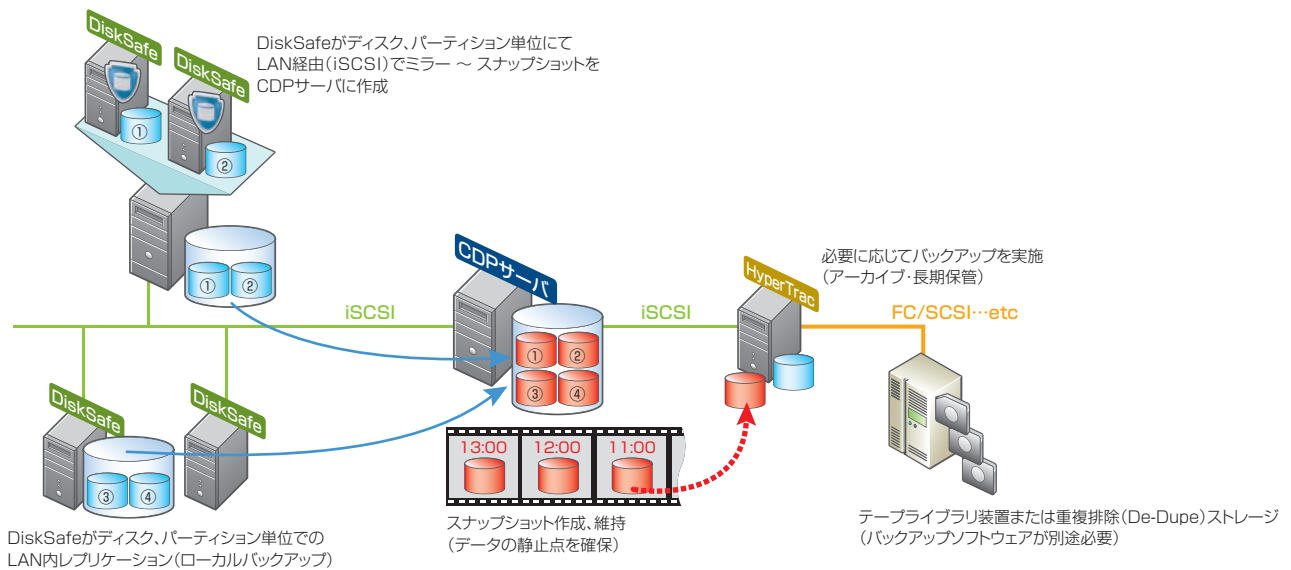 DiskSafe
DiskSafe
DiskSafeがディスク、パーティション単位にて
LAN経由(iSCSI)でミラー ～ スナップショットを
CDPサーバに作成
①
②
① ②
CDPサーバ
HyperTrac
必要に応じてバックアップを実施
(アーカイブ・長期保管)
iSCSI
iSCSI
FC/SCSI…etc
① ②
③ ④
DiskSafe
DiskSafe
③ ④
13:00 12:00 11:00
スナップショット作成、維持
(データの静止点を確保)
テープライブラリ装置または重複排除(De-Dupe)ストレージ
(バックアップソフトウェアが別途必要)
DiskSafeがディスク、パーティション単位での
LAN内レプリケーション(ローカルバックアップ)